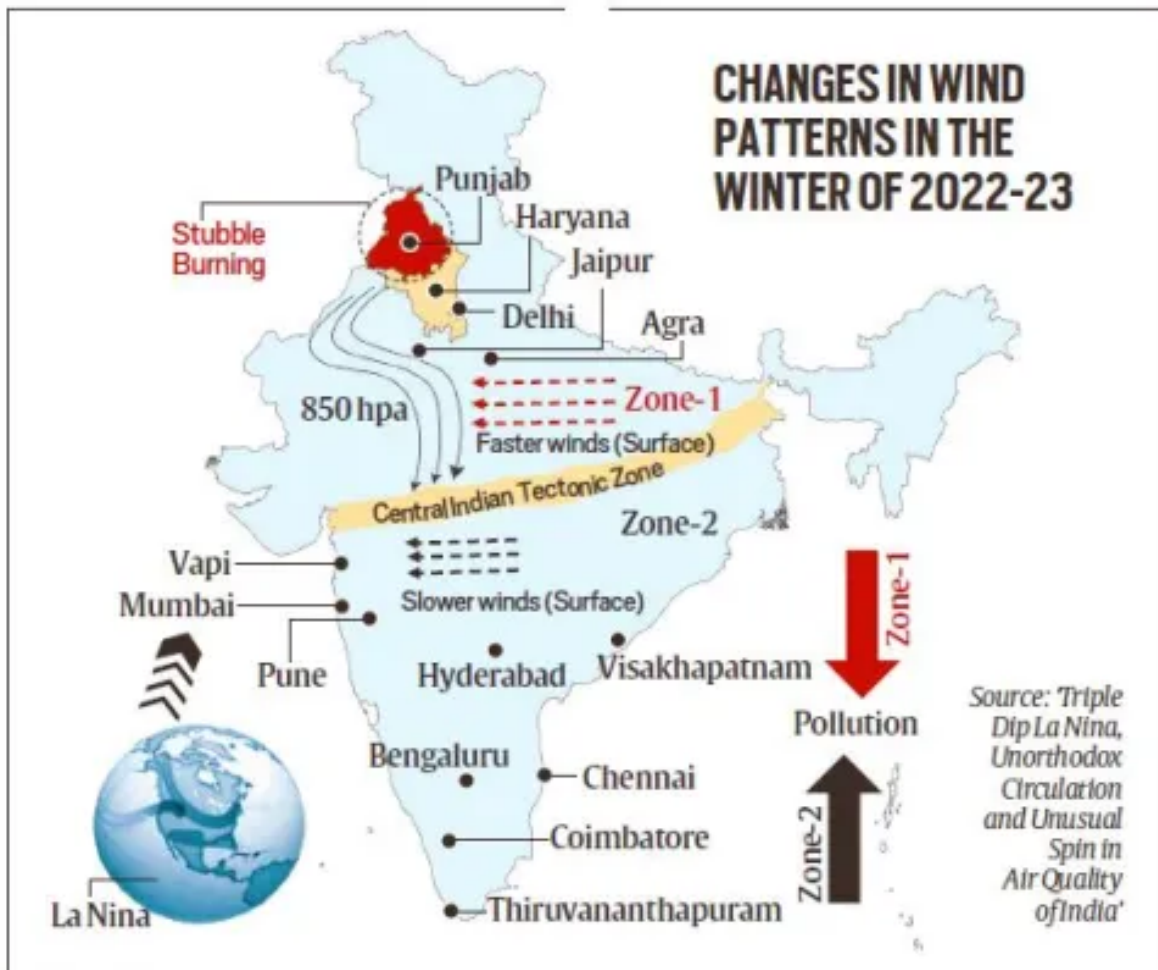 CHANGES IN WIND
PATTERNS IN THE
WINTER OF 2022-23
Punjab
Stubble
Burning
Haryana
Jaipur
Delhi
Agra
850 hpa
Zone-1
Faster winds (Surface)
Central Indian Tectonic Zone
Zone-2
Vapi
Slower winds (Surface)
Mumbai
Pune
Hyderabad
Visakhapatnam
Zone-1
Pollution
Zone-2
Bengaluru
Chennai
Coimbatore
Thiruvananthapuram
La Nina
Source: 'Triple
Dip La Nina,
Unorthodox
Circulation
and Unusual
Spin in
Air Quality
of India'